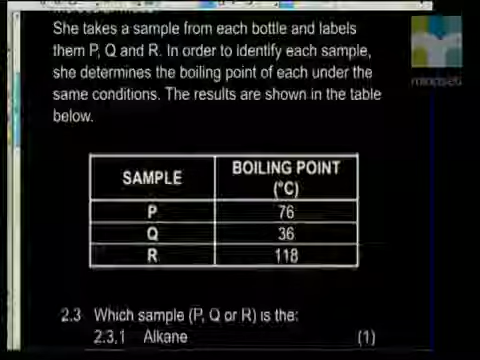 She takes a sample from each bottle and labels
them P, Q and R. In order to identify each sample,
she determines the boiling point of each under the
same conditions. The results are shown in the table
below.
SAMPLE BOILING POINT (°C)
P 76
Q 36
R 118
2.3 Which sample (P, Q or R) is the:
2.3.1 Alkane (1)
mindset